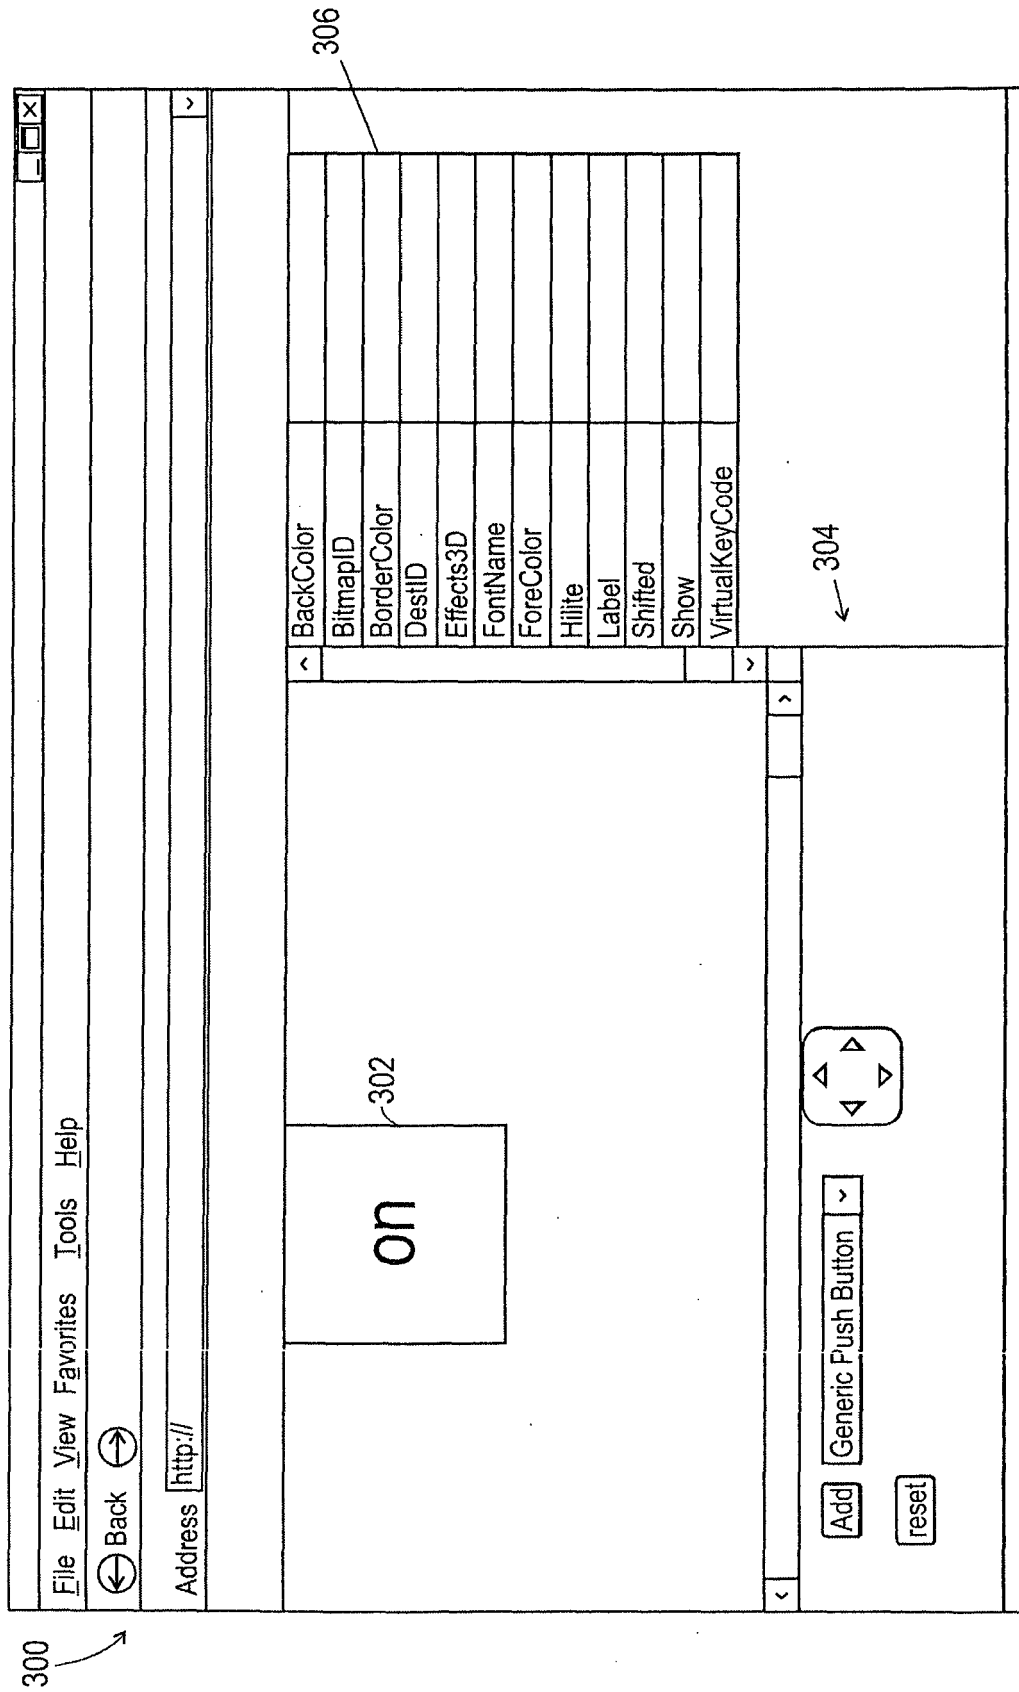 300
File Edit View Favorites Tools Help
Back
Address http://
302
on
BackColor
BitmapID
BorderColor
DestID
Effects3D
FontName
ForeColor
Hilite
Label
Shifted
Show
VirtualKeyCode
306
304
Add Generic Push Button
reset